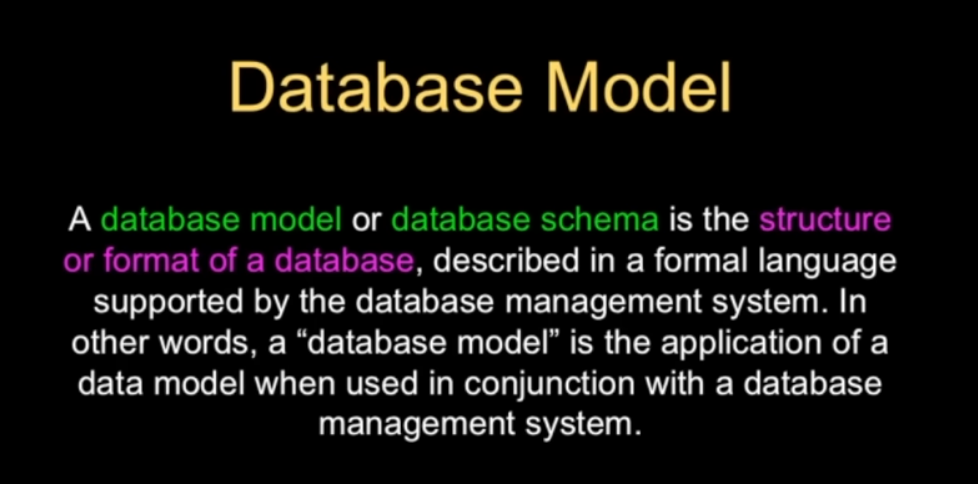 Database Model
A database model or database schema is the structure
or format of a database, described in a formal language
supported by the database management system. In
other words, a “database model” is the application of a
data model when used in conjunction with a database
management system.